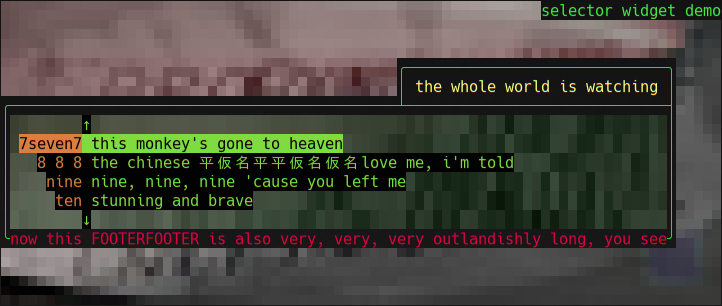 selector widget demo
the whole world is watching
↑
7seven7 this monkey's gone to heaven
8 8 8 the chinese 平仮名平平仮名仮名love me, i'm told
nine nine, nine, nine 'cause you left me
ten stunning and brave
↓
now this FOOTERFOOTER is also very, very, very outlandishly long, you see